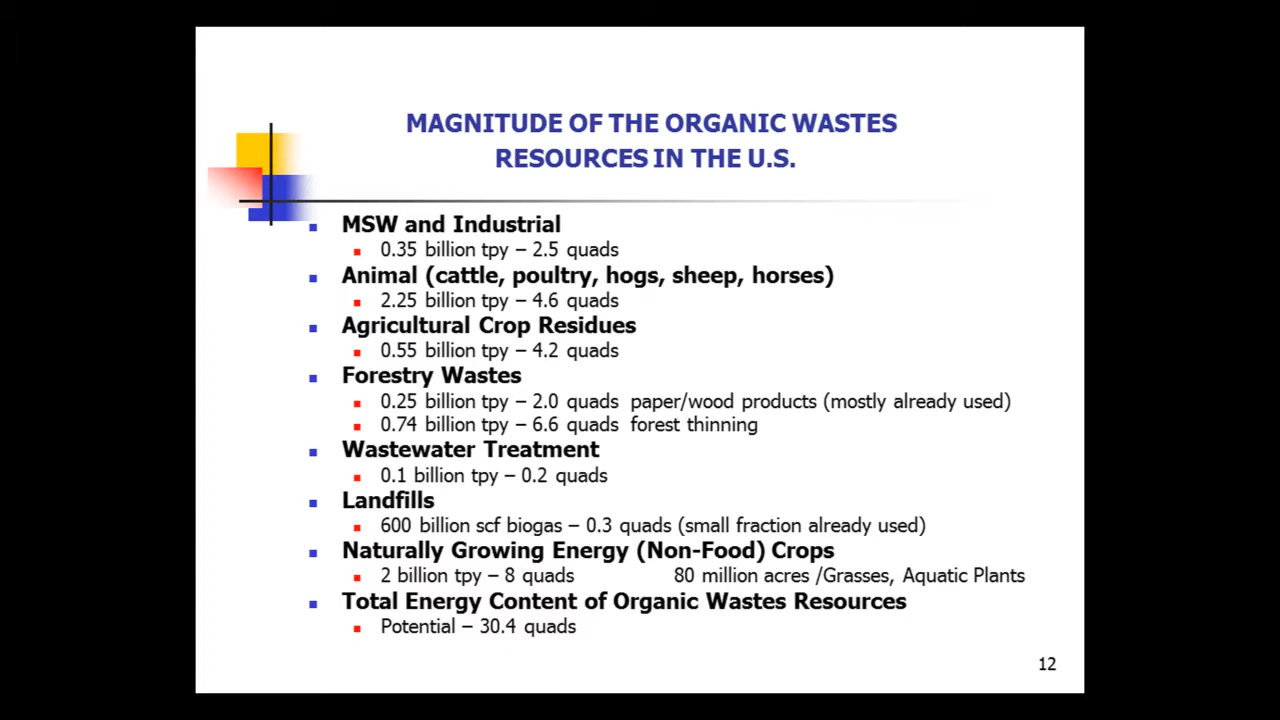 MAGNITUDE OF THE ORGANIC WASTES
RESOURCES IN THE U.S.
MSW and Industrial
0.35 billion tpy – 2.5 quads
Animal (cattle, poultry, hogs, sheep, horses)
2.25 billion tpy – 4.6 quads
Agricultural Crop Residues
0.55 billion tpy – 4.2 quads
Forestry Wastes
0.25 billion tpy – 2.0 quads paper/wood products (mostly already used)
0.74 billion tpy – 6.6 quads forest thinning
Wastewater Treatment
0.1 billion tpy – 0.2 quads
Landfills
600 billion scf biogas – 0.3 quads (small fraction already used)
Naturally Growing Energy (Non-Food) Crops
2 billion tpy – 8 quads 80 million acres /Grasses, Aquatic Plants
Total Energy Content of Organic Wastes Resources
Potential – 30.4 quads
12